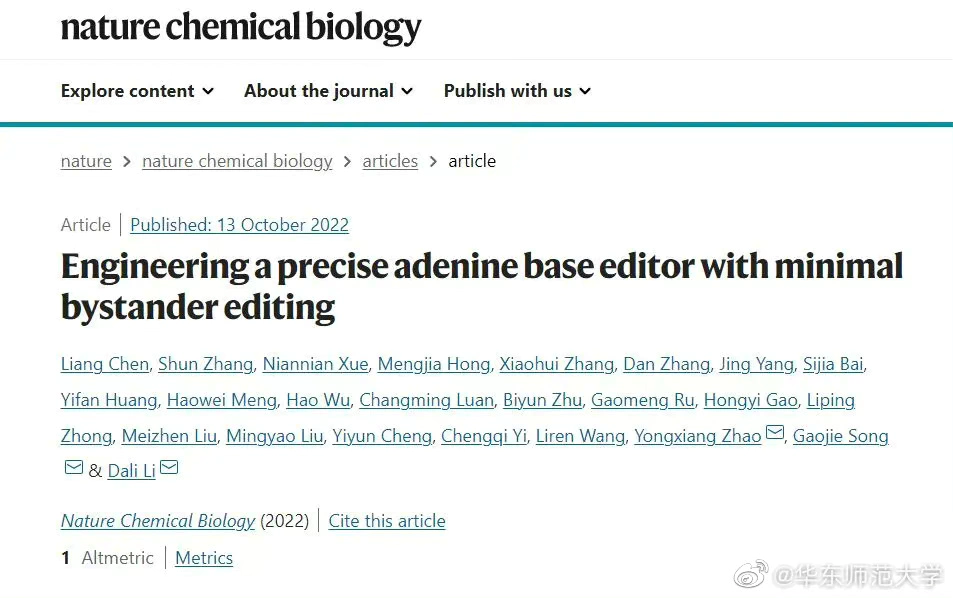 nature chemical biology
Explore content About the journal Publish with us
nature > nature chemical biology > articles > article
Article | Published: 13 October 2022
Engineering a precise adenine base editor with minimal
bystander editing
Liang Chen, Shun Zhang, Niannian Xue, Mengjia Hong, Xiaohui Zhang, Dan Zhang, Jing Yang, Sijia Bai,
Yifan Huang, Haowei Meng, Hao Wu, Changming Luan, Biyun Zhu, Gaomeng Ru, Hongyi Gao, Liping
Zhong, Meizhen Liu, Mingyao Liu, Yiyun Cheng, Chengqi Yi, Liren Wang, Yongxiang Zhao, Gaojie Song
& Dali Li
Nature Chemical Biology (2022) | Cite this article
1 Altmetric | Metrics
@华东师范大学